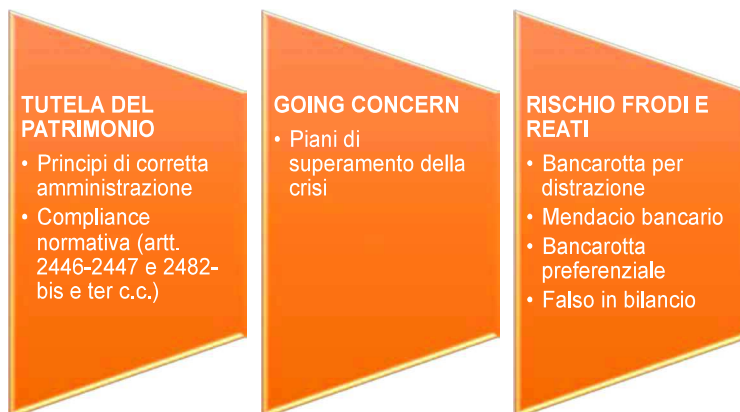 TUTELA DEL
PATRIMONIO
• Principi di corretta
amministrazione
• Compliance
normativa (artt.
2446-2447 e 2482-
bis e ter c.c.)
GOING CONCERN
• Piani di
superamento della
crisi
RISCHIO FRODI E
REATI
• Bancarotta per
distrazione
• Mendacio bancario
• Bancarotta
preferenziale
• Falso in bilancio